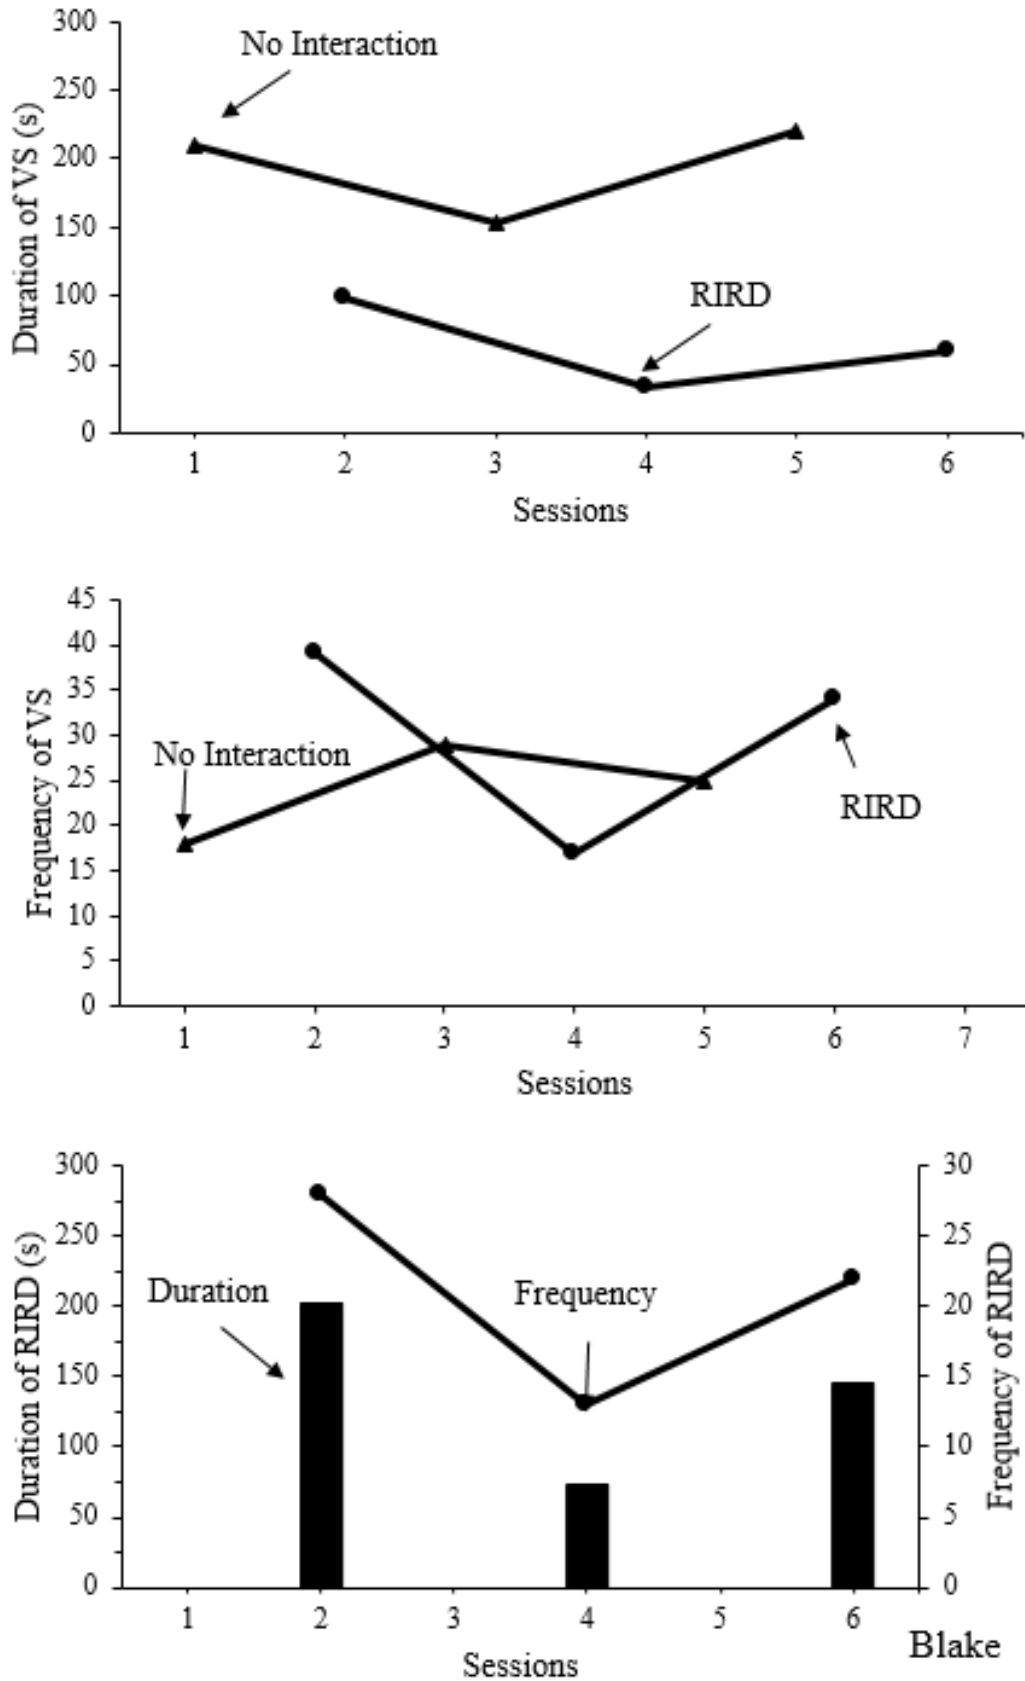 300
No Interaction
250
200
150
RIRD
100
50
0
Duration of VS (s)
1 2 3 4 5 6
Sessions
45
40
35
30
No Interaction
25
RIRD
20
15
10
5
0
Frequency of VS
1 2 3 4 5 6 7
Sessions
300 30
250 25
Duration Frequency
200 20
150 15
100 10
50 5
0 0
Duration of RIRD (s)
Frequency of RIRD
1 2 3 4 5 6
Blake
Sessions